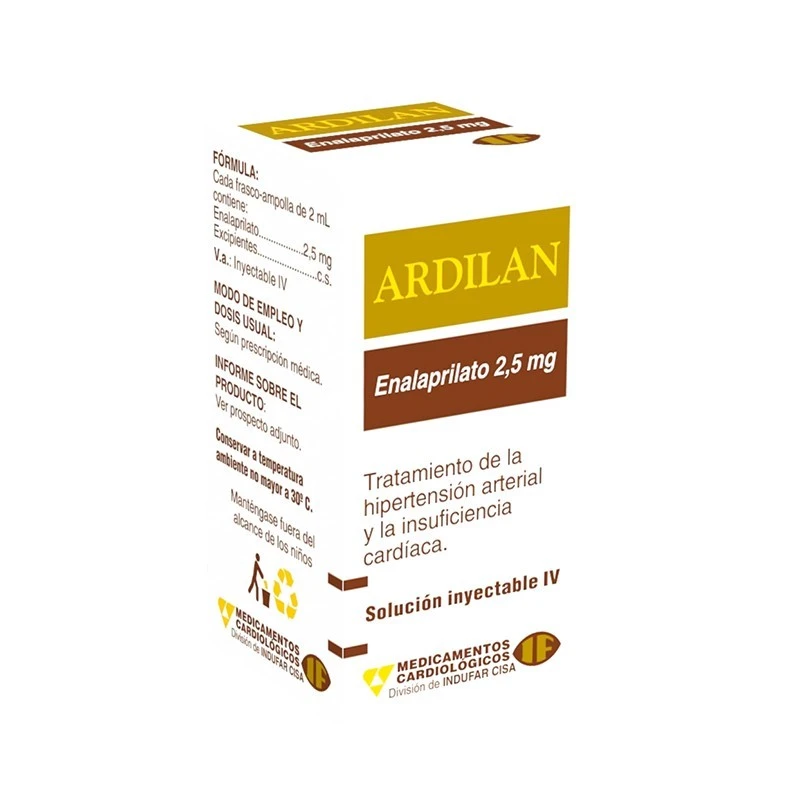 ARDILAN
Enalaprilato 2,5 mg
IF
FÓRMULA:
Cada frasco-ampolla de 2 mL
contiene:
Enalaprilato.............2,5 mg
Excipientes................c.s.
V.a.: Inyectable IV
MODO DE EMPLEO Y
DOSIS USUAL:
Según prescripción médica.
INFORME SOBRE EL
PRODUCTO:
Ver prospecto adjunto.
Conservar a temperatura
ambiente no mayor a 30º C.
Manténgase fuera del
alcance de los niños
MEDICAMENTOS
CARDIOLÓGICOS
División de INDUFAR CISA
IF
ARDILAN
Enalaprilato 2,5 mg
Tratamiento de la
hipertensión arterial
y la insuficiencia
cardíaca.
Solución inyectable IV
MEDICAMENTOS
CARDIOLÓGICOS
División de INDUFAR CISA
IF